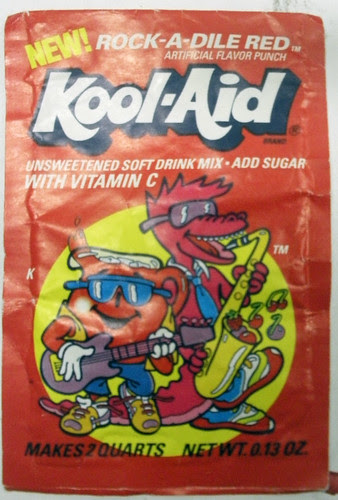 NEW! ROCK-A-DILE RED™
ARTIFICIAL FLAVOR PUNCH
Kool-Aid®
BRAND
UNSWEETENED SOFT DRINK MIX • ADD SUGAR
WITH VITAMIN C
TM
K
MAKES 2 QUARTS NET WT. 0.13 OZ.